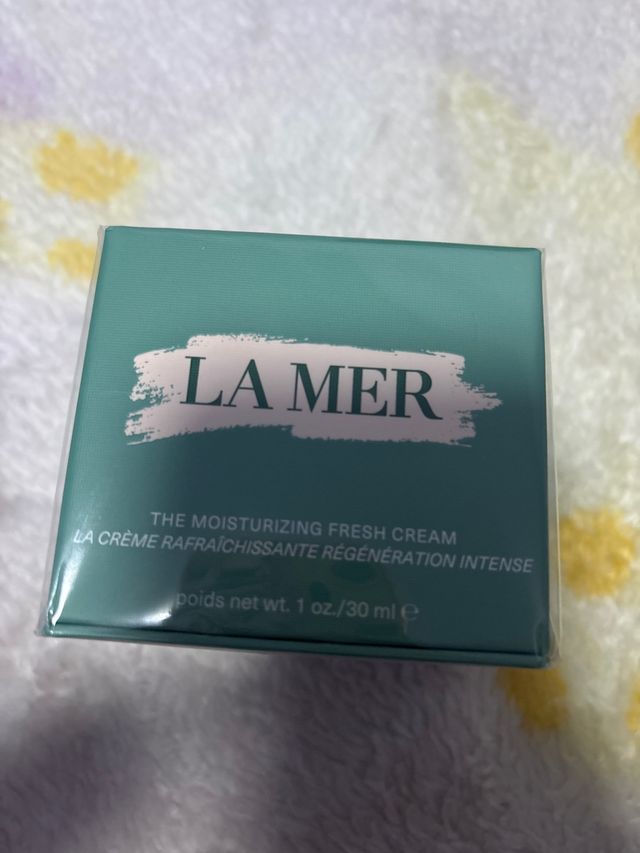 LA MER
THE MOISTURIZING FRESH CREAM
LA CRÈME RAFRAÎCHISSANTE RÉGÉNÉRATION INTENSE
poids net wt. 1 oz./30 ml ℮